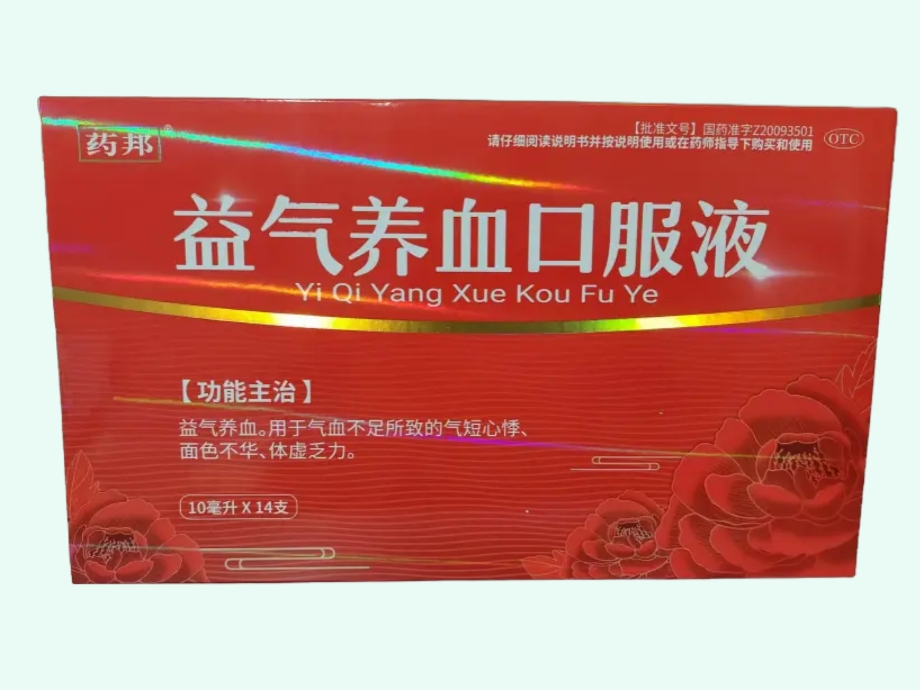 药邦®
【批准文号】国药准字Z20093501
请仔细阅读说明书并按说明使用或在药师指导下购买和使用
OTC
益气养血口服液
Yi Qi Yang Xue Kou Fu Ye
【功能主治】
益气养血。用于气血不足所致的气短心悸、
面色不华、体虚乏力。
10毫升 X 14支